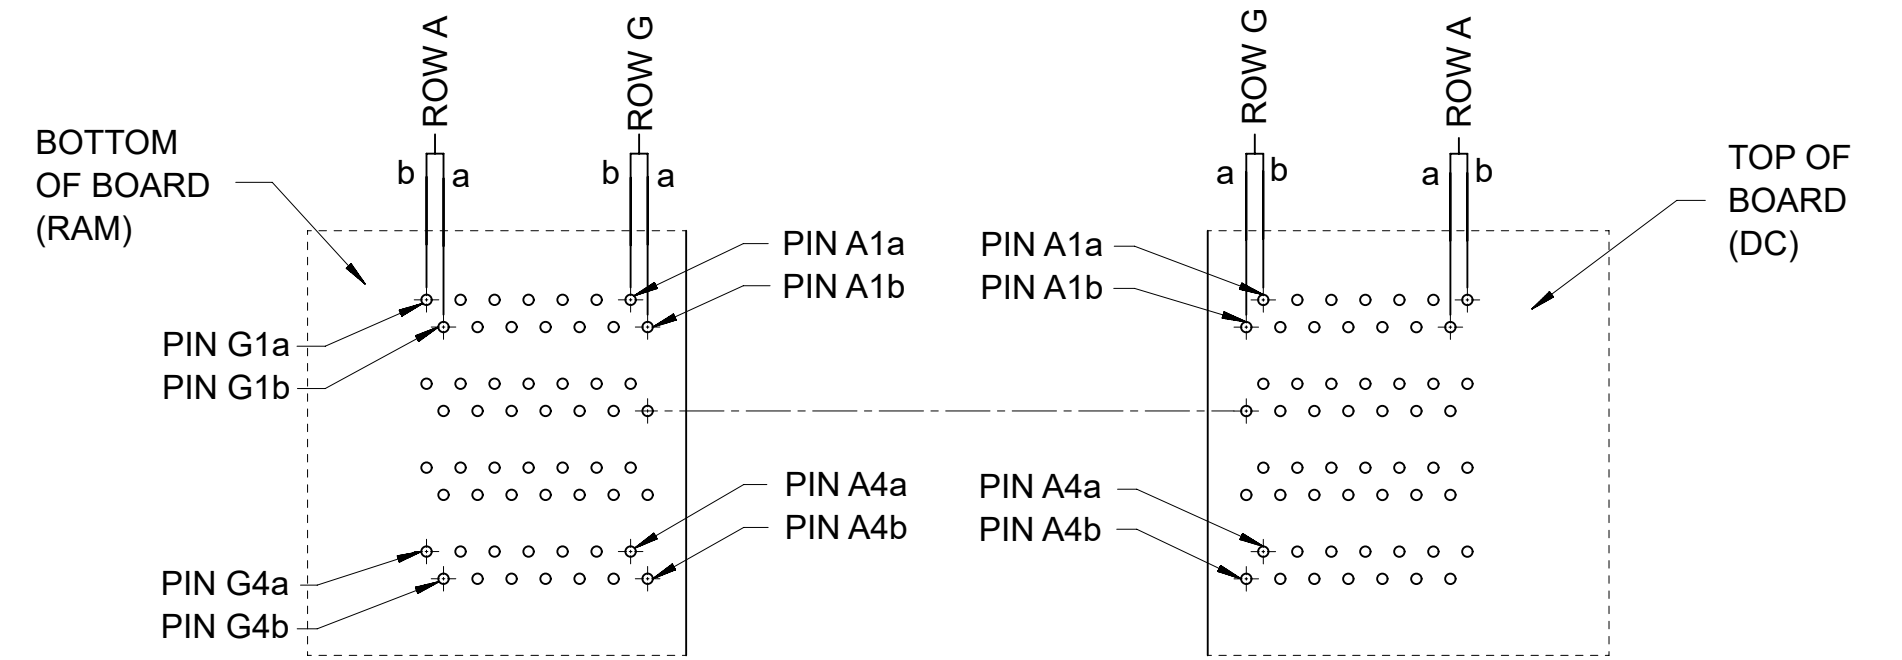 ROW A
ROW G
ROW G
ROW A
b
a
b
a
a
b
a
b
BOTTOM
OF BOARD
(RAM)
TOP OF
BOARD
(DC)
PIN A1a
PIN A1b
PIN A1a
PIN A1b
PIN G1a
PIN G1b
PIN A4a
PIN A4b
PIN A4a
PIN A4b
PIN G4a
PIN G4b